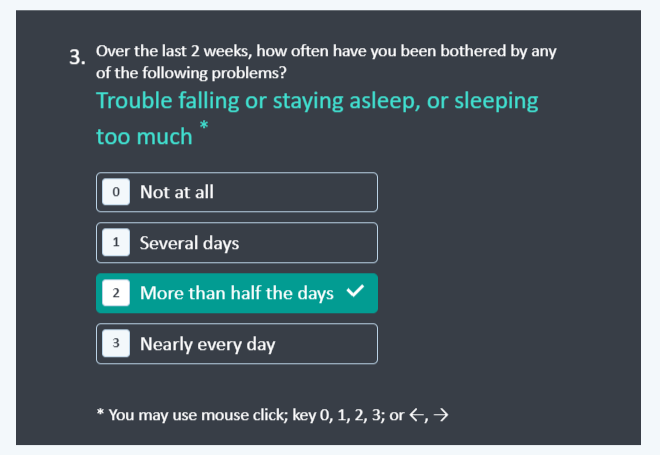 3. Over the last 2 weeks, how often have you been bothered by any
of the following problems?
Trouble falling or staying asleep, or sleeping
too much *
0 Not at all
1 Several days
2 More than half the days ✓
3 Nearly every day
* You may use mouse click; key 0, 1, 2, 3; or ←, →